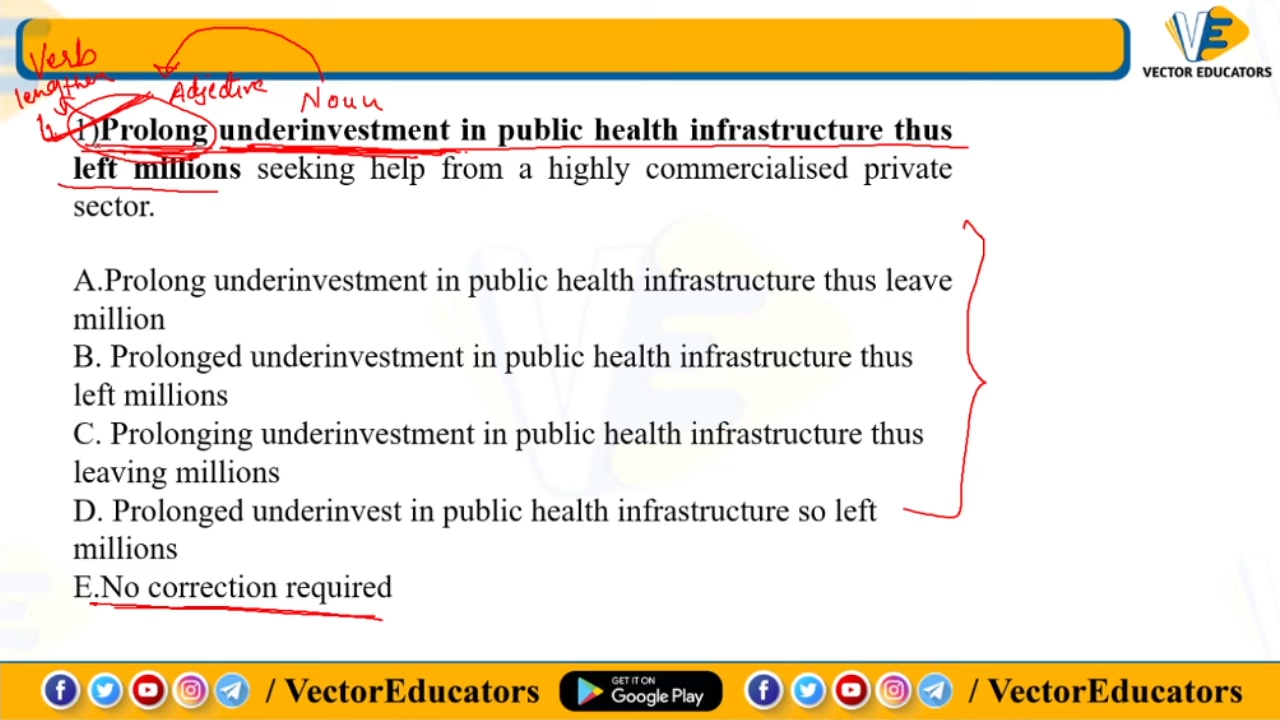 VE
VECTOR EDUCATORS
Verb
lengthen
Adjective
Noun
1)Prolong underinvestment in public health infrastructure thus
left millions seeking help from a highly commercialised private
sector.
A.Prolong underinvestment in public health infrastructure thus leave
million
B. Prolonged underinvestment in public health infrastructure thus
left millions
C. Prolonging underinvestment in public health infrastructure thus
leaving millions
D. Prolonged underinvest in public health infrastructure so left
millions
E.No correction required
/ VectorEducators
GET IT ON
Google Play
/ VectorEducators